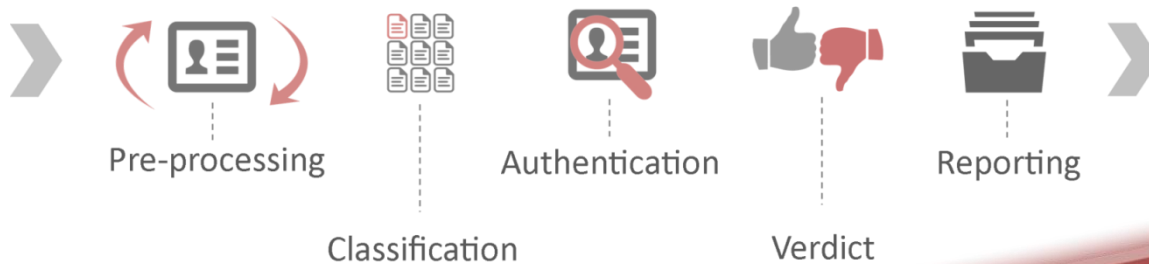 Pre-processing
Classification
Authentication
Verdict
Reporting